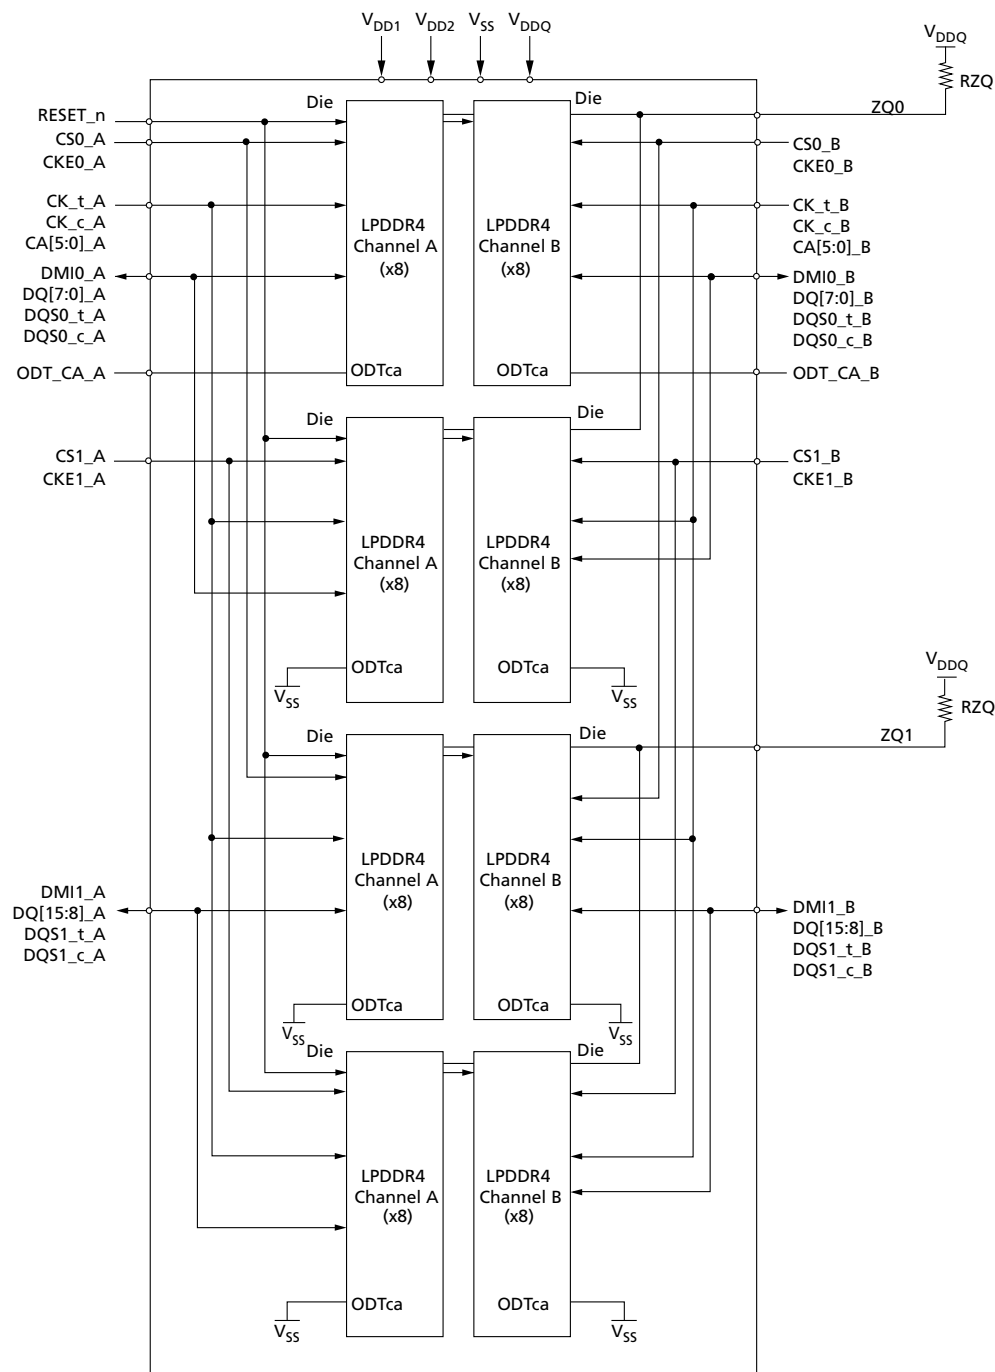 VDD1 VDD2 VSS VDDQ
VDDQ
RZQ
ZQ0
RESET_n
CS0_A
CKE0_A
CK_t_A
CK_c_A
CA[5:0]_A
DMI0_A
DQ[7:0]_A
DQS0_t_A
DQS0_c_A
ODT_CA_A
Die
LPDDR4
Channel A
(x8)
ODTca
Die
LPDDR4
Channel B
(x8)
ODTca
CS0_B
CKE0_B
CK_t_B
CK_c_B
CA[5:0]_B
DMI0_B
DQ[7:0]_B
DQS0_t_B
DQS0_c_B
ODT_CA_B
CS1_A
CKE1_A
Die
LPDDR4
Channel A
(x8)
ODTca
VSS
Die
LPDDR4
Channel B
(x8)
ODTca
VSS
CS1_B
CKE1_B
VDDQ
RZQ
ZQ1
DMI1_A
DQ[15:8]_A
DQS1_t_A
DQS1_c_A
Die
LPDDR4
Channel A
(x8)
ODTca
VSS
Die
LPDDR4
Channel B
(x8)
ODTca
VSS
DMI1_B
DQ[15:8]_B
DQS1_t_B
DQS1_c_B
Die
LPDDR4
Channel A
(x8)
ODTca
VSS
Die
LPDDR4
Channel B
(x8)
ODTca
VSS